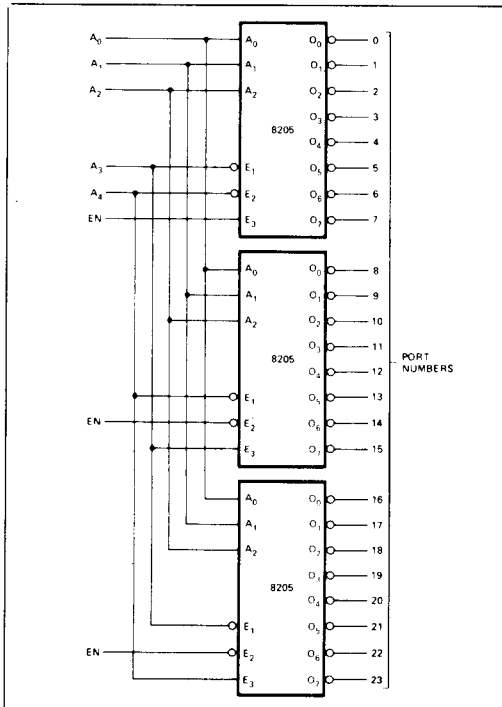 A0 A0 O0 0
A1 A1 O1 1
A2 A2 O2 2
O3 3
8205
O4 4
A3 E1 O5 5
A4 E2 O6 6
EN E3 O7 7
A0 O0 8
A1 O1 9
A2 O2 10
O3 11
8205
O4 12
E1 O5 13
EN E2 O6 14
E3 O7 15
PORT
NUMBERS
A0 O0 16
A1 O1 17
A2 O2 18
O3 19
8205
O4 20
E1 O5 21
EN E2 O6 22
E3 O7 23